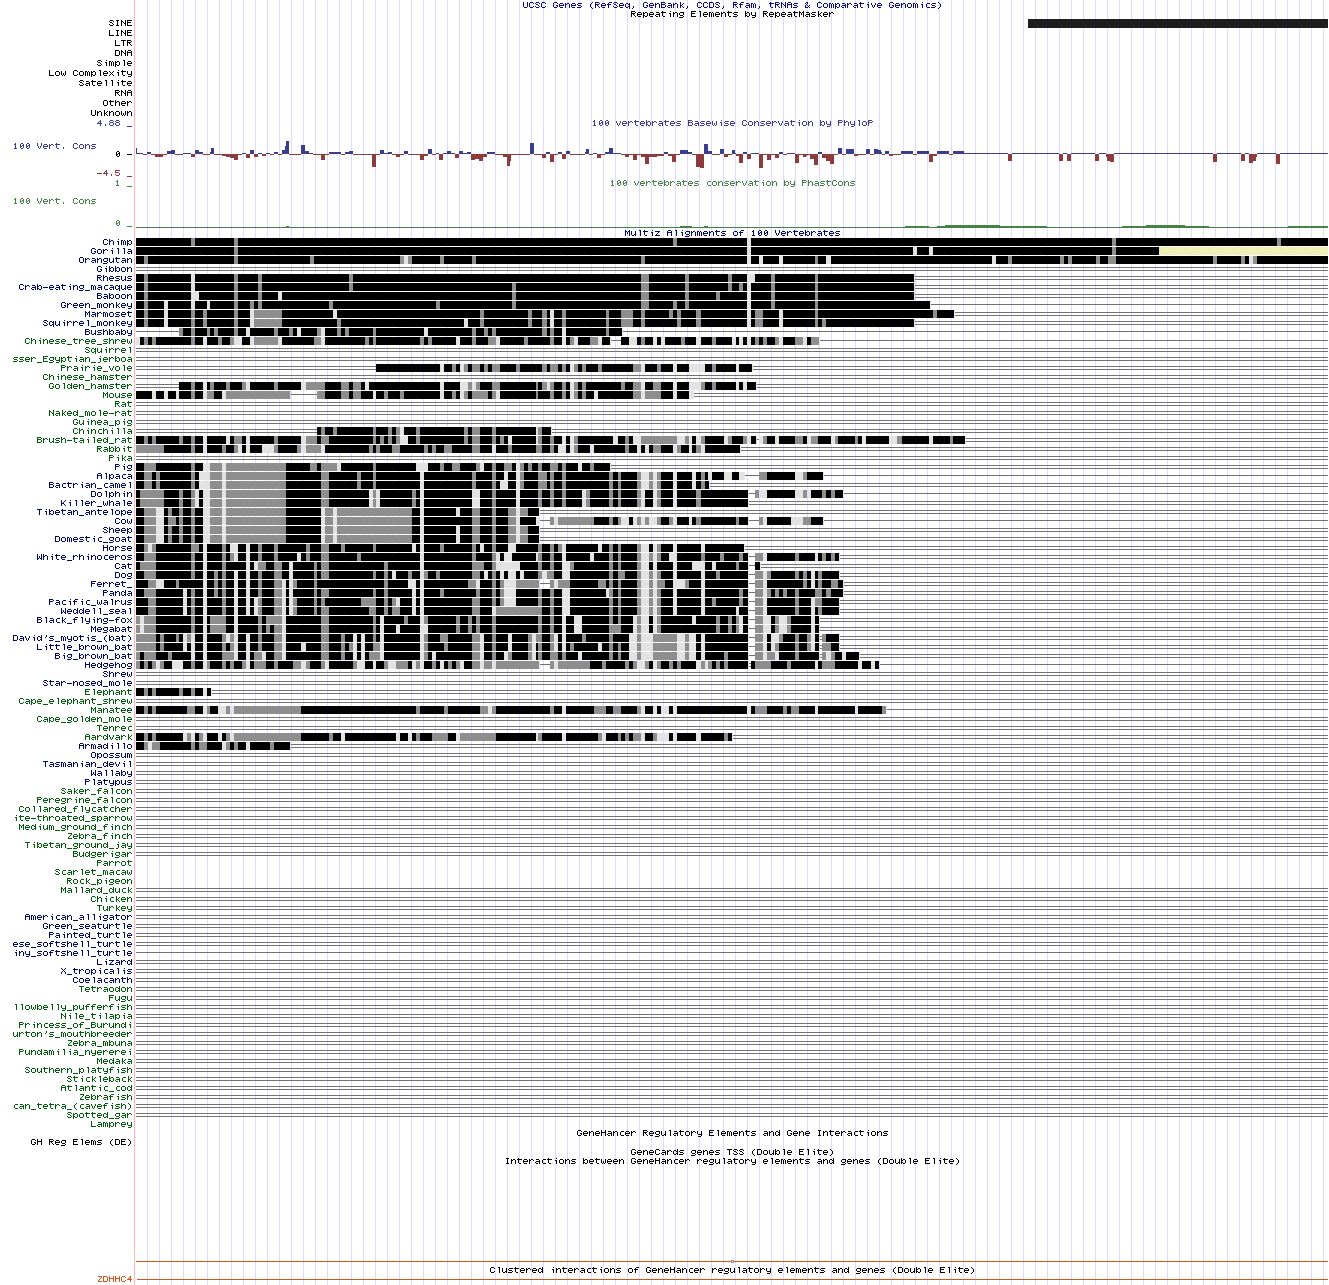 UCSC Genes (RefSeq, GenBank, CCDS, Rfam, tRNAs & Comparative Genomics)
Repeating Elements by RepeatMasker
SINE
LINE
LTR
DNA
Simple
Low Complexity
Satellite
RNA
Other
Unknown
100 vertebrates Basewise Conservation by PhyloP
4.88 _
100 Vert. Cons
0 _
-4.5 _
100 vertebrates conservation by PhastCons
1 _
100 Vert. Cons
0 _
Multiz Alignments of 100 Vertebrates
Chimp
Gorilla
Orangutan
Gibbon
Rhesus
Crab-eating_macaque
Baboon
Green_monkey
Marmoset
Squirrel_monkey
Bushbaby
Chinese_tree_shrew
Squirrel
sser_Egyptian_jerboa
Prairie_vole
Chinese_hamster
Golden_hamster
Mouse
Rat
Naked_mole-rat
Guinea_pig
Chinchilla
Brush-tailed_rat
Rabbit
Pika
Pig
Alpaca
Bactrian_camel
Dolphin
Killer_whale
Tibetan_antelope
Cow
Sheep
Domestic_goat
Horse
White_rhinoceros
Cat
Dog
Ferret_
Panda
Pacific_walrus
Weddell_seal
Black_flying-fox
Megabat
David's_myotis_(bat)
Little_brown_bat
Big_brown_bat
Hedgehog
Shrew
Star-nosed_mole
Elephant
Cape_elephant_shrew
Manatee
Cape_golden_mole
Tenrec
Aardvark
Armadillo
Opossum
Tasmanian_devil
Wallaby
Platypus
Saker_falcon
Peregrine_falcon
Collared_flycatcher
ite-throated_sparrow
Medium_ground_finch
Zebra_finch
Tibetan_ground_jay
Budgerigar
Parrot
Scarlet_macaw
Rock_pigeon
Mallard_duck
Chicken
Turkey
American_alligator
Green_seaturtle
Painted_turtle
ese_softshell_turtle
iny_softshell_turtle
Lizard
X_tropicalis
Coelacanth
Tetraodon
Fugu
llowbelly_pufferfish
Nile_tilapia
Princess_of_Burundi
urton's_mouthbreeder
Zebra_mbuna
Pundamilia_nyererei
Medaka
Southern_platyfish
Stickleback
Atlantic_cod
Zebrafish
can_tetra_(cavefish)
Spotted_gar
Lamprey
GeneHancer Regulatory Elements and Gene Interactions
GH Reg Elems (DE)
GeneCards genes TSS (Double Elite)
Interactions between GeneHancer regulatory elements and genes (Double Elite)
Clustered interactions of GeneHancer regulatory elements and genes (Double Elite)
ZDHHC4